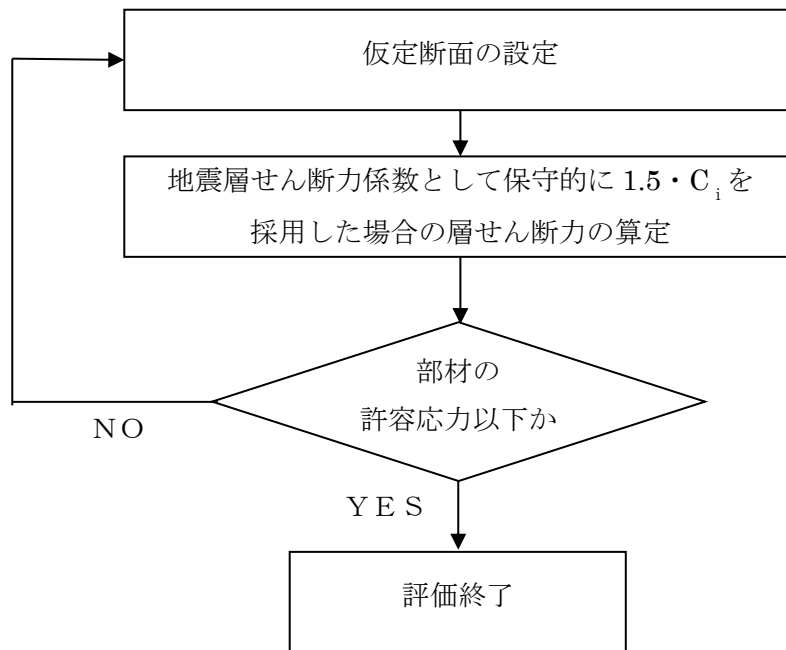 仮定断面の設定
地震層せん断力係数として保守的に 1.5・Ciを
採用した場合の層せん断力の算定
部材の
許容応力以下か
ＮＯ
ＹＥＳ
評価終了